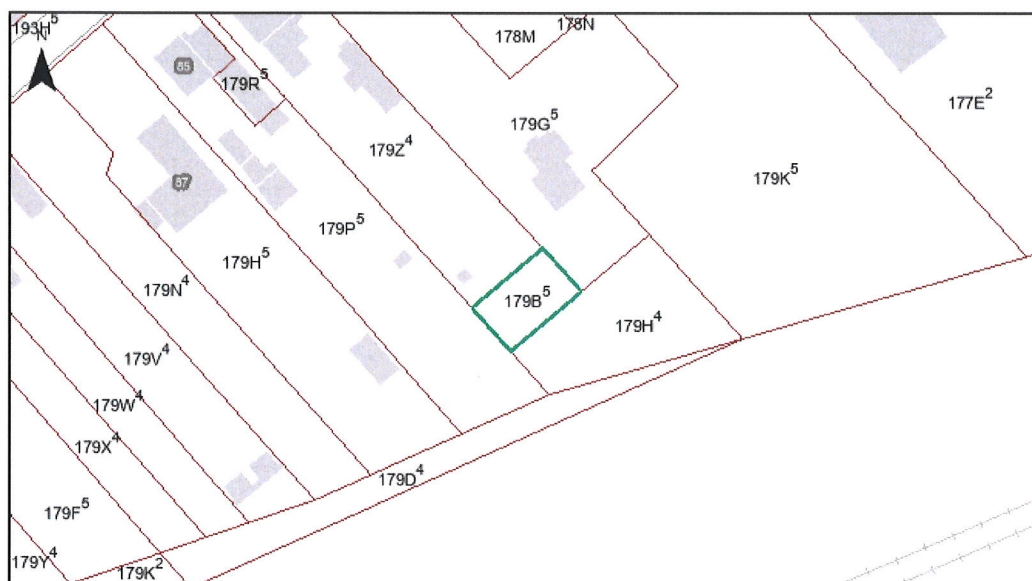 193H⁵
N
178M
178N
85
179R⁵
179G⁵
177E²
179Z⁴
179K⁵
87
179P⁵
179H⁵
179N⁴
179B⁵
179H⁴
179V⁴
179W⁴
179X⁴
179D⁴
179F⁵
179Y⁴
179K²